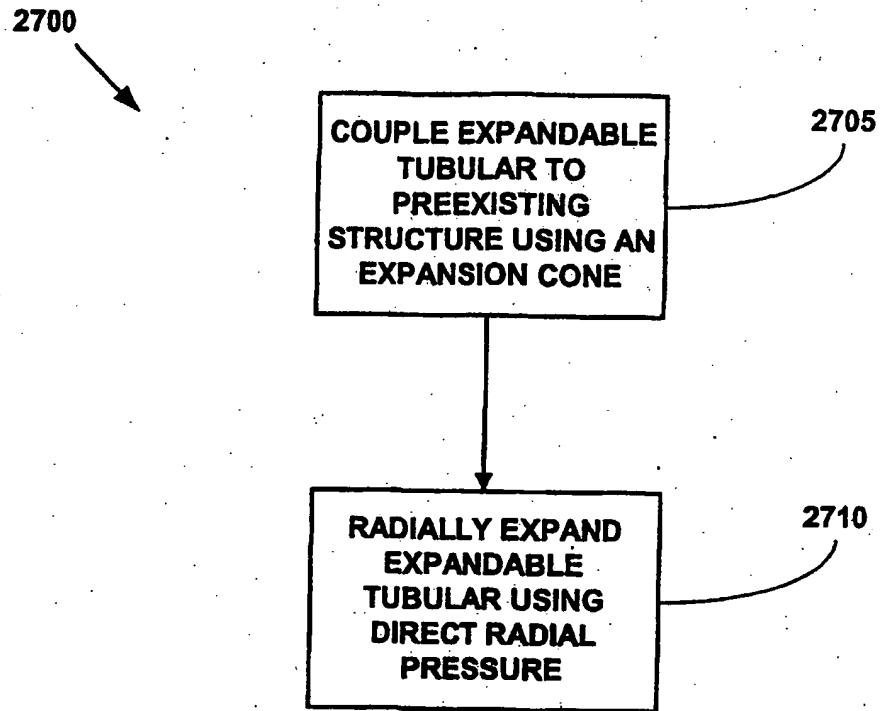 2700
COUPLE EXPANDABLE
TUBULAR TO
PREEXISTING
STRUCTURE USING AN
EXPANSION CONE
2705
RADIALLY EXPAND
EXPANDABLE
TUBULAR USING
DIRECT RADIAL
PRESSURE
2710